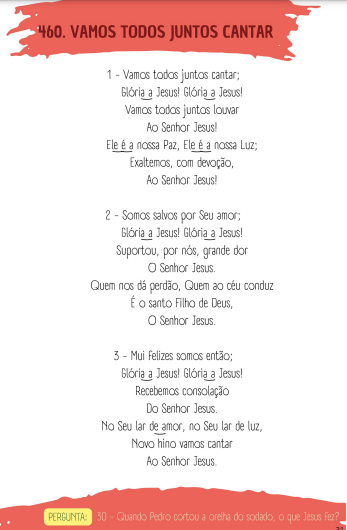 460. VAMOS TODOS JUNTOS CANTAR
1 - Vamos todos juntos cantar;
Glória a Jesus! Glória a Jesus!
Vamos todos juntos louvar
Ao Senhor Jesus!
Ele é a nossa Paz, Ele é a nossa Luz;
Exaltemos, com devoção,
Ao Senhor Jesus!
2 - Somos salvos por Seu amor;
Glória a Jesus! Glória a Jesus!
Suportou, por nós, grande dor
O Senhor Jesus.
Quem nos dá perdão, Quem ao céu conduz
É o santo Filho de Deus,
O Senhor Jesus.
3 - Mui felizes somos então;
Glória a Jesus! Glória a Jesus!
Recebemos consolação
Do Senhor Jesus.
No Seu lar de amor, no Seu lar de luz,
Novo hino vamos cantar
Ao Senhor Jesus.
PERGUNTA: 30 - Quando Pedro cortou a orelha do sodado, o que Jesus fez?